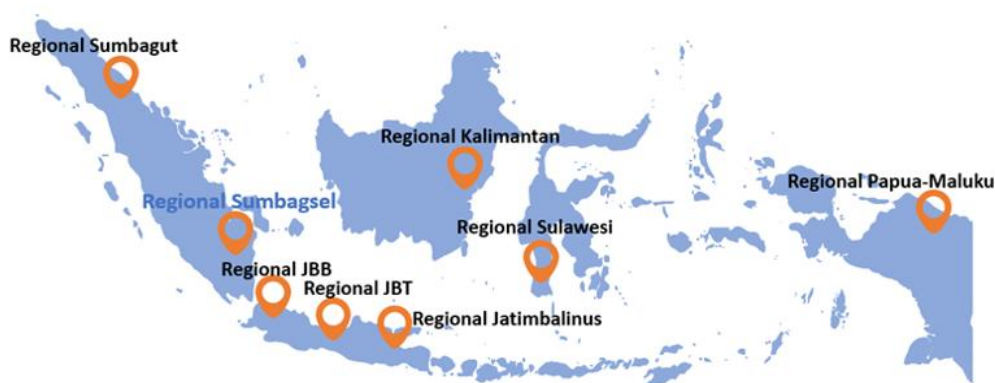 Regional Sumbagut
Regional Kalimantan
Regional Papua-Maluku
Regional Sumbagsel
Regional Sulawesi
Regional JBB
Regional JBT
Regional Jatimbalinus